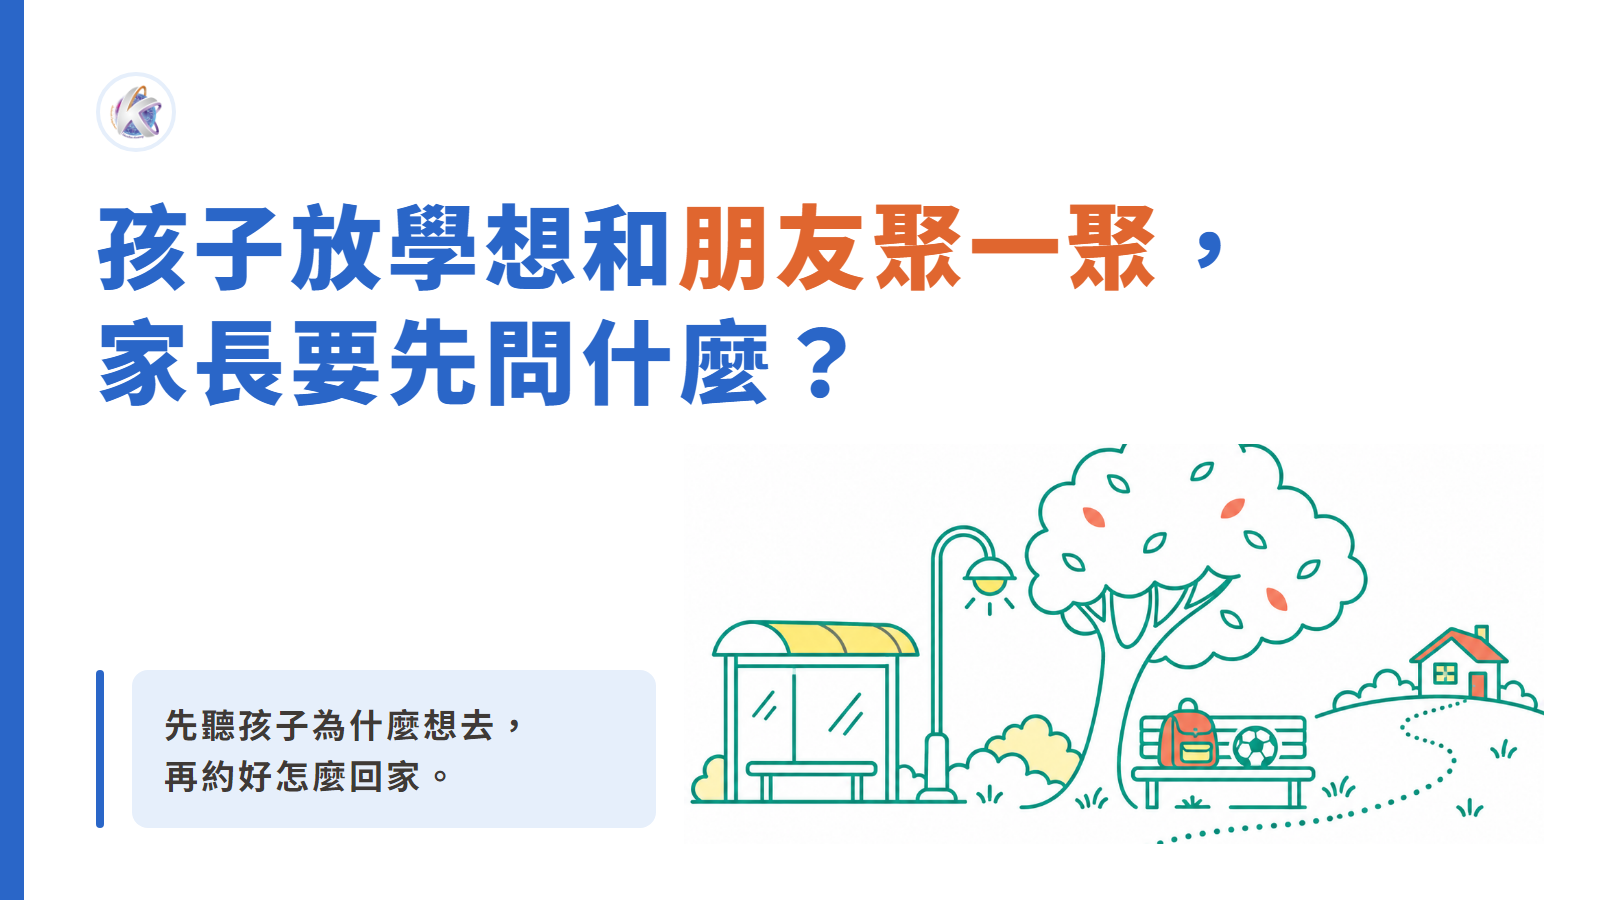 孩子放學想和朋友聚一聚，
家長要先問什麼？
先聽孩子為什麼想去，
再約好怎麼回家。